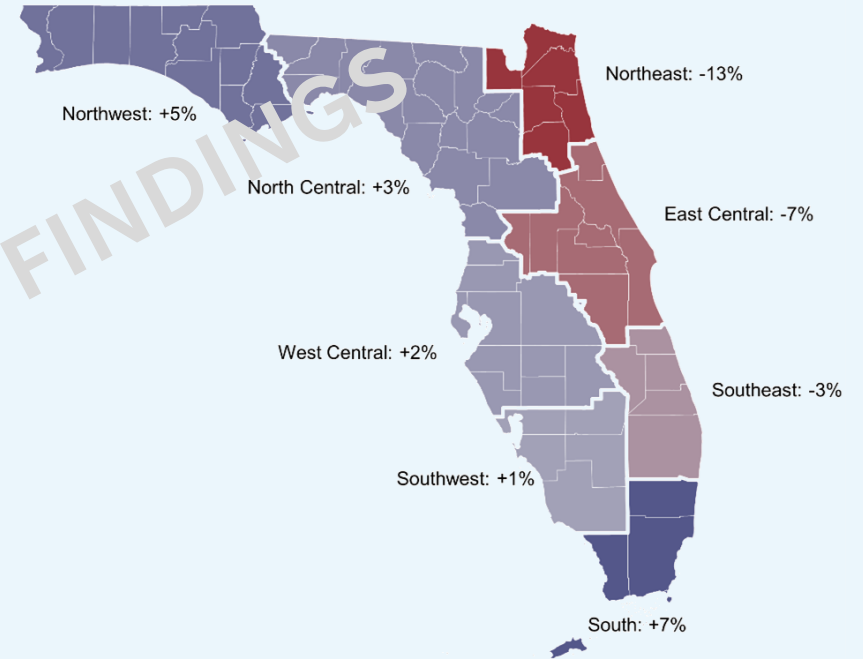 Northeast: -13%
Northwest: +5%
FINDINGS
North Central: +3%
East Central: -7%
West Central: +2%
Southeast: -3%
Southwest: +1%
South: +7%